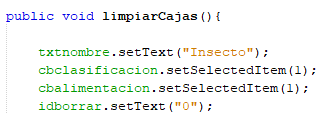 public void limpiarCajas(){
txtnombre.setText("Insecto");
cbclasificacion.setSelectedItem(1);
cbalimentacion.setSelectedItem(1);
idborrar.setText("0");